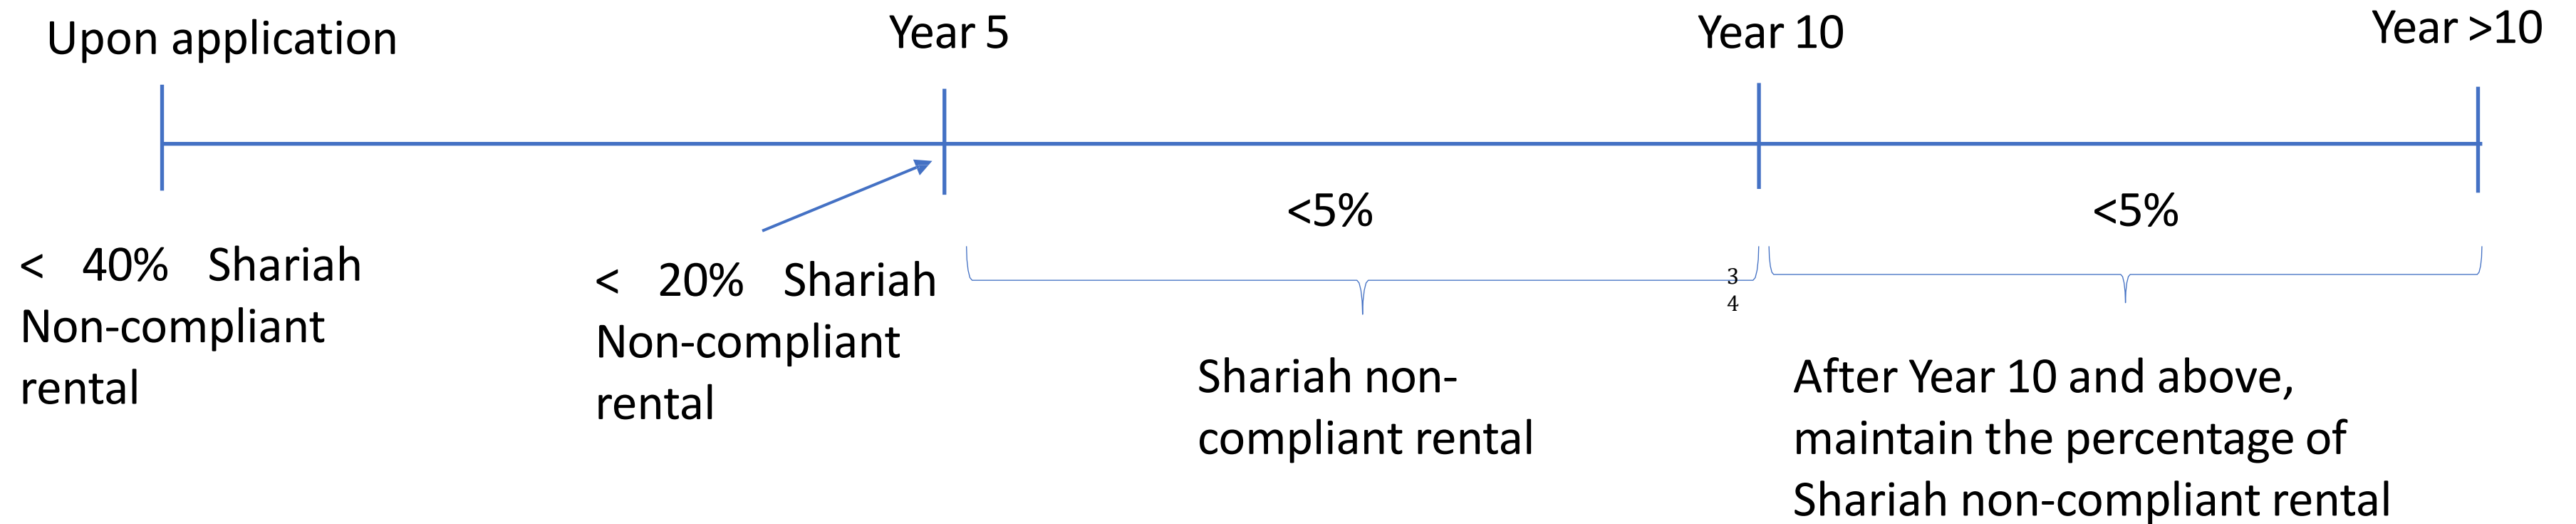 Upon application
Year 5
Year 10
Year >10
< 40% Shariah
Non-compliant
rental
< 20% Shariah
Non-compliant
rental
<5%
3
4
Shariah non-
compliant rental
<5%
After Year 10 and above,
maintain the percentage of
Shariah non-compliant rental